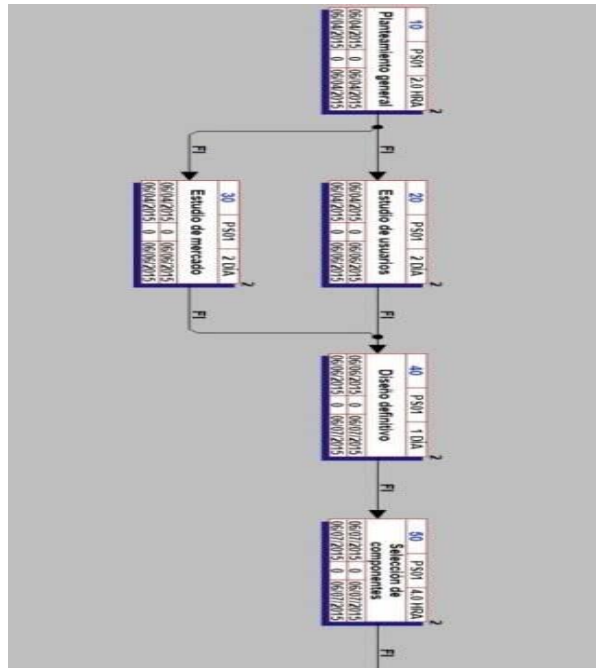 10 PS01 2.0 HRA
Planteamiento general
06/04/2015 0 06/04/2015
06/04/2015 0 06/04/2015
2
FI
FI
20 PS01 2 DÍA
Estudio de usuarios
06/04/2015 0 06/06/2015
06/04/2015 0 06/06/2015
2
30 PS01 2 DÍA
Estudio de mercado
06/04/2015 0 06/06/2015
06/04/2015 0 06/06/2015
2
FI
FI
40 PS01 1 DÍA
Diseño definitivo
06/06/2015 0 06/07/2015
06/06/2015 0 06/07/2015
2
FI
50 PS01 4.0 HRA
Selección de
componentes
06/07/2015 0 06/07/2015
06/07/2015 0 06/07/2015
2
FI